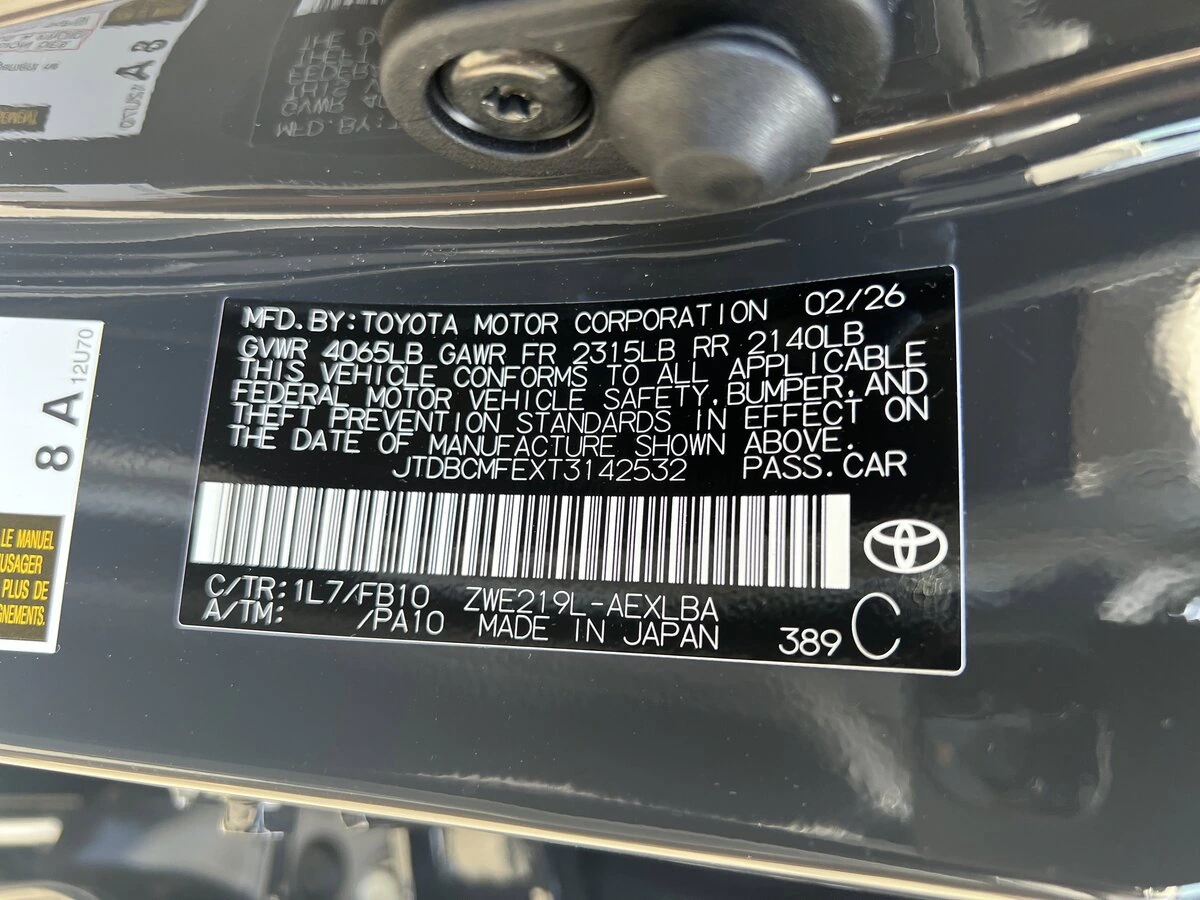 MFD.BY:TOYOTA MOTOR CORPORATION 02/26
GVWR 4065LB GAWR FR 2315LB RR 2140LB
THIS VEHICLE CONFORMS TO ALL APPLICABLE
FEDERAL MOTOR VEHICLE SAFETY,BUMPER,AND
THEFT PREVENTION STANDARDS IN EFFECT ON
THE DATE OF MANUFACTURE SHOWN ABOVE.
JTDBCMFEXT3142532 PASS.CAR
C/TR:1L7/FB10 ZWE219L-AEXLBA
A/TM: /PA10 MADE IN JAPAN 389 C
8 A 12U70
LE MANUEL
USAGER
PLUS DE
GNEMENTS.